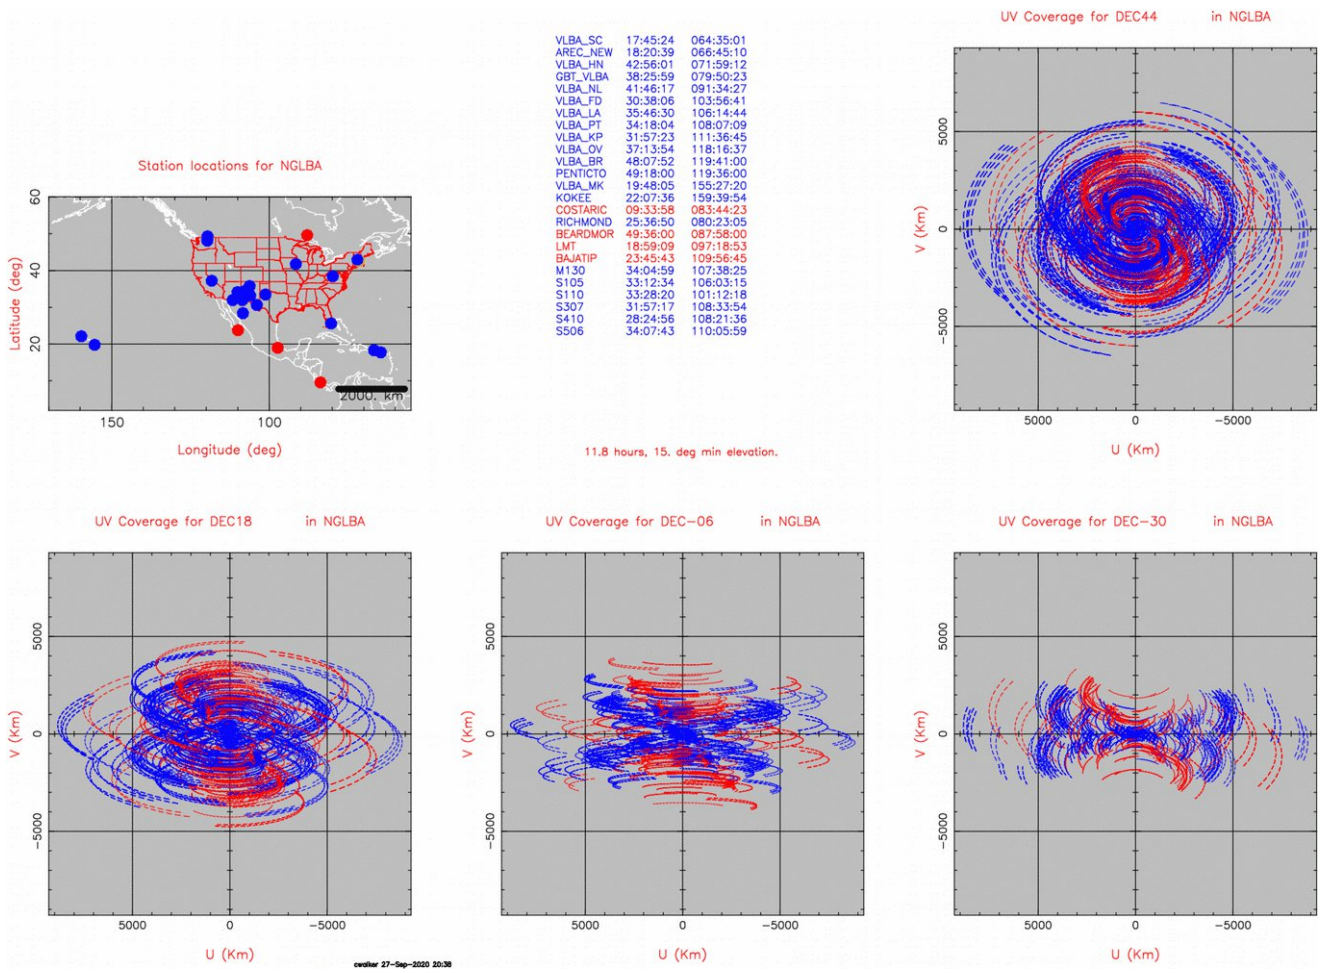 UV Coverage for DEC44 in NGLBA
VLBA_SC 17:45:24 064:35:01
AREC_NEW 18:20:39 066:45:10
VLBA_HN 42:56:01 071:59:12
GBT_VLBA 38:25:59 079:50:23
VLBA_NL 41:46:17 091:34:27
VLBA_FD 30:38:06 103:56:41
VLBA_LA 35:46:30 106:14:44
VLBA_PT 34:18:04 108:07:09
VLBA_KP 31:57:23 111:36:45
VLBA_OV 37:13:54 118:16:37
VLBA_BR 48:07:52 119:41:00
PENTICTO 49:18:00 119:36:00
VLBA_MK 19:48:05 155:27:20
KOKEE 22:07:36 159:39:54
COSTARIC 09:33:58 083:44:23
RICHMOND 25:36:50 080:23:05
BEARDMOR 49:36:00 087:58:00
LMT 18:59:09 097:18:53
BAJATIP 23:45:43 109:56:45
M130 34:04:59 107:38:25
S105 33:12:34 106:03:15
S110 33:28:20 101:12:18
S307 31:57:17 108:33:54
S410 28:24:56 108:21:36
S506 34:07:43 110:05:59
Station locations for NGLBA
60
40
20
Latitude (deg)
2000. km
150 100
Longitude (deg)
11.8 hours, 15. deg min elevation.
5000
0
−5000
V (Km)
5000 0 −5000
U (Km)
UV Coverage for DEC18 in NGLBA
5000
0
−5000
V (Km)
5000 0 −5000
U (Km)
UV Coverage for DEC−06 in NGLBA
5000
0
−5000
V (Km)
5000 0 −5000
U (Km)
UV Coverage for DEC−30 in NGLBA
5000
0
−5000
V (Km)
5000 0 −5000
U (Km)
cwalker 27−Sep−2020 20:38